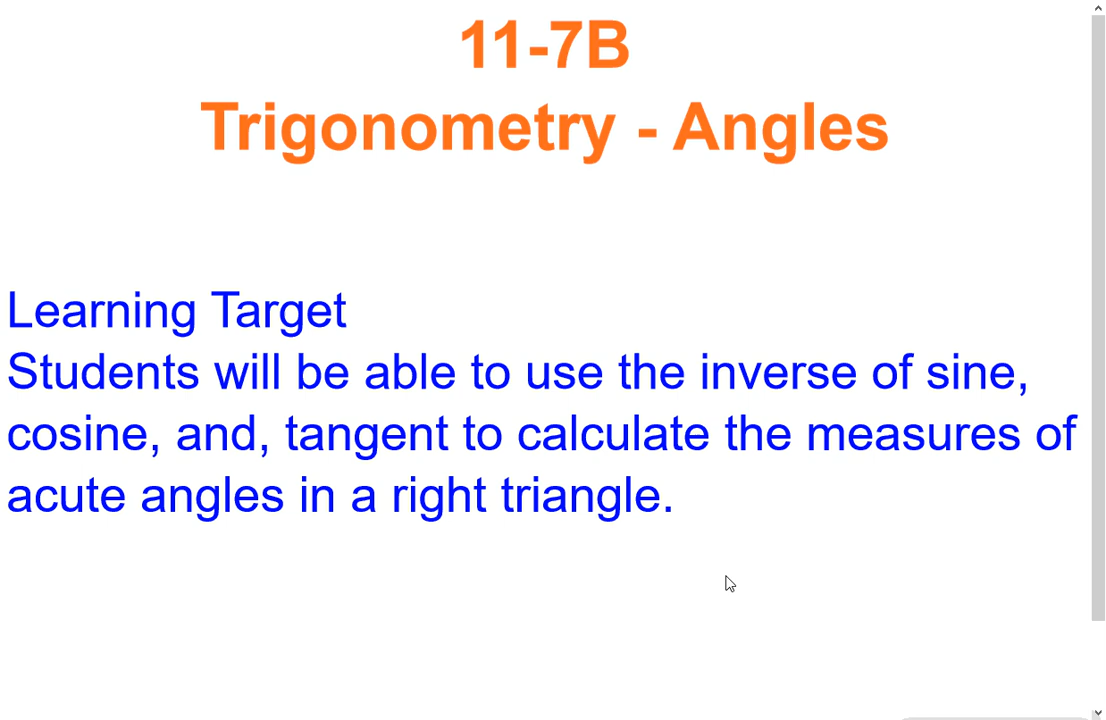 11-7B
Trigonometry - Angles
Learning Target
Students will be able to use the inverse of sine,
cosine, and, tangent to calculate the measures of
acute angles in a right triangle.